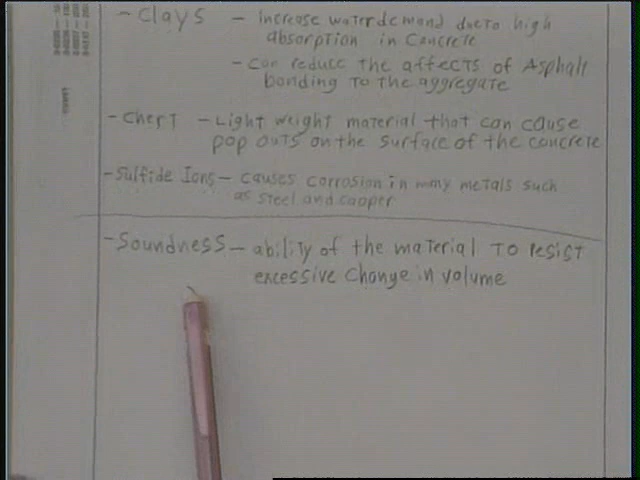 - Clays - increase water demand due to high
absorption in Concrete
- Can reduce the affects of Asphalt
bonding to the aggregate
- Chert - Light weight material that can cause
pop outs on the surface of the concrete
- Sulfide Ions - causes corrosion in many metals such
as steel and cooper
- Soundness - ability of the material to resist
excessive change in volume